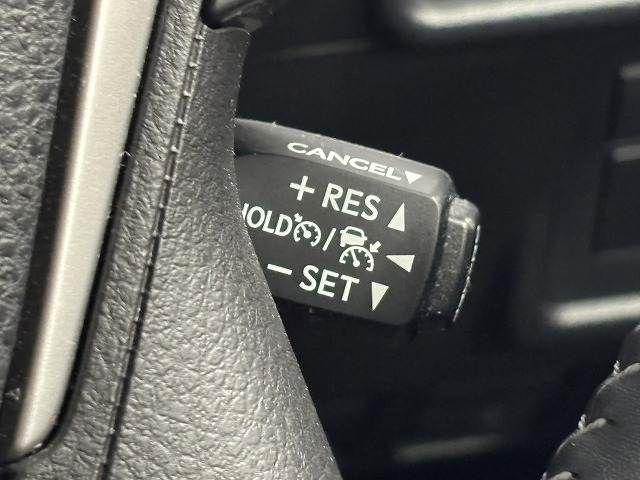 CANCEL▼
+ RES ▲
HOLD / ◀
− SET ▼